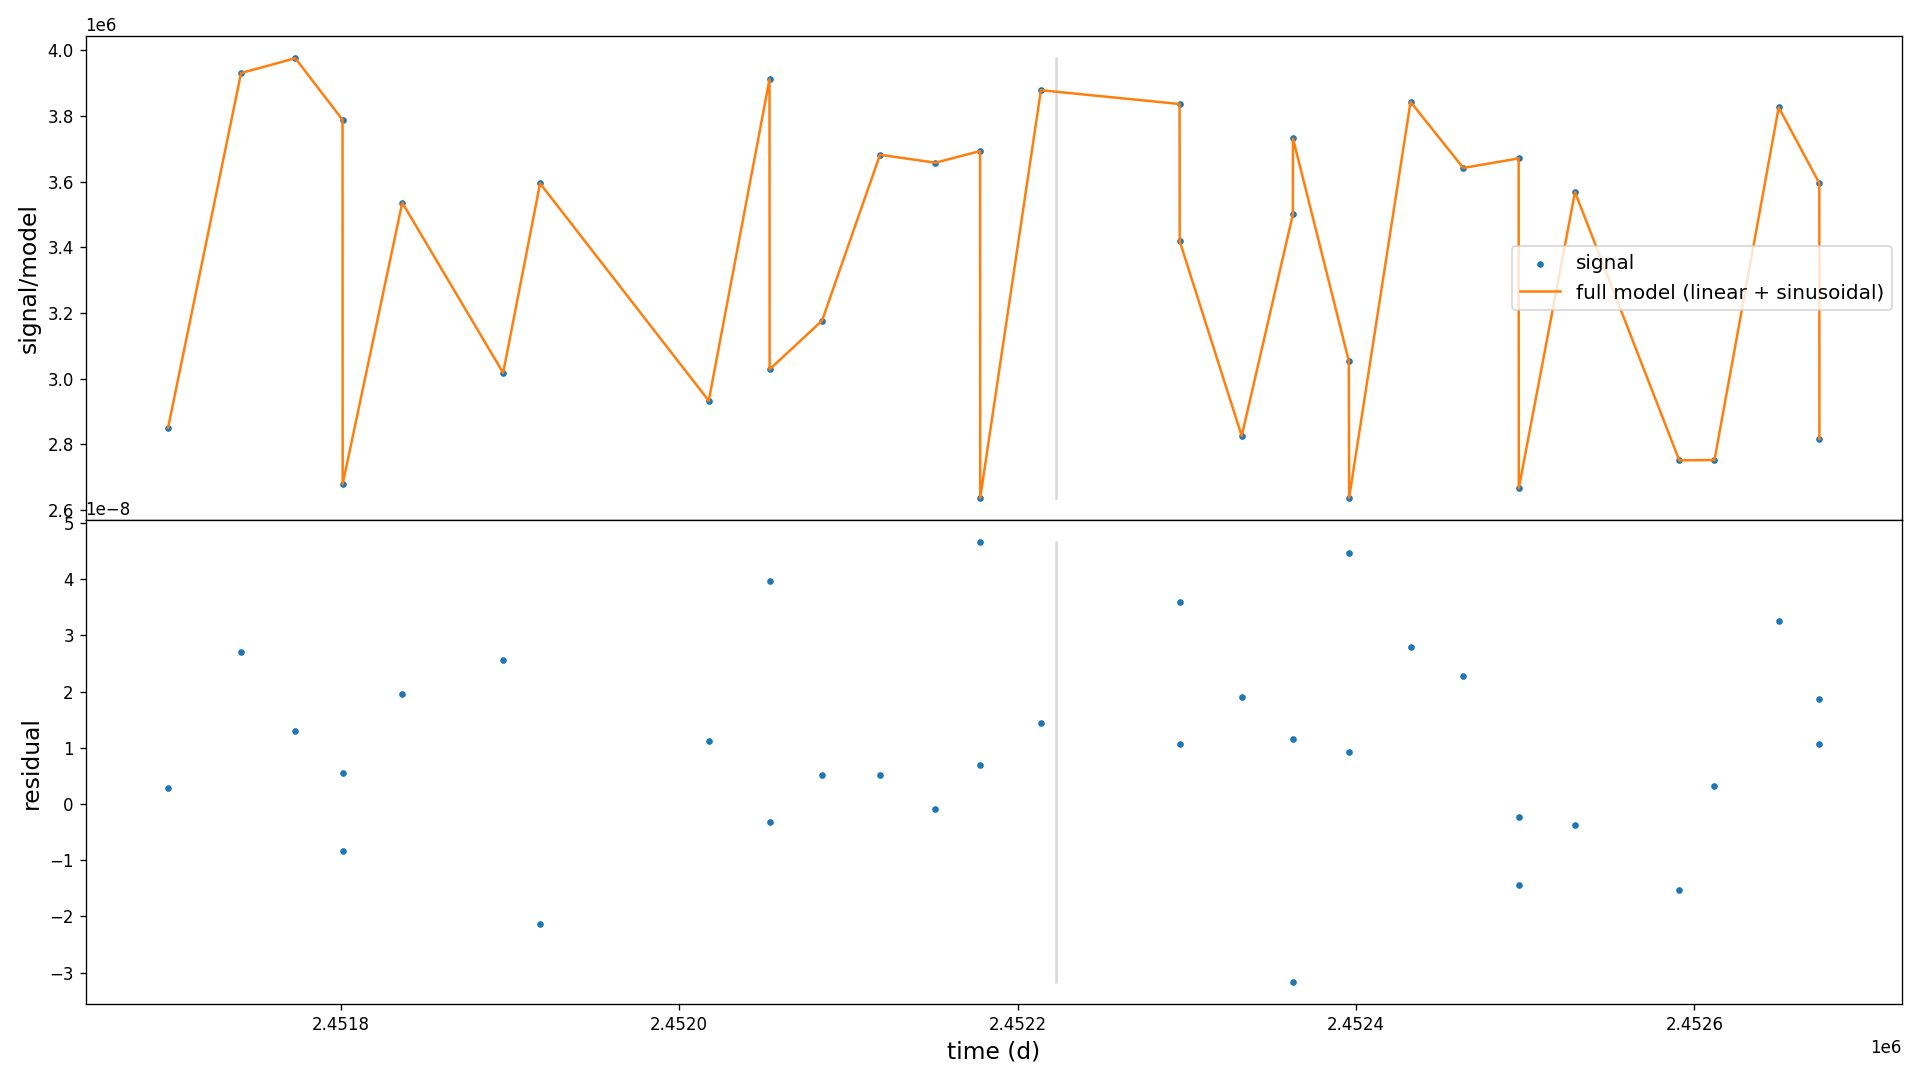 1e6
4.0
3.8
3.6
3.4
3.2
3.0
2.8
2.6
signal/model
signal
full model (linear + sinusoidal)
1e−8
5
4
3
2
1
0
−1
−2
−3
residual
2.4518
2.4520
2.4522
2.4524
2.4526
1e6
time (d)